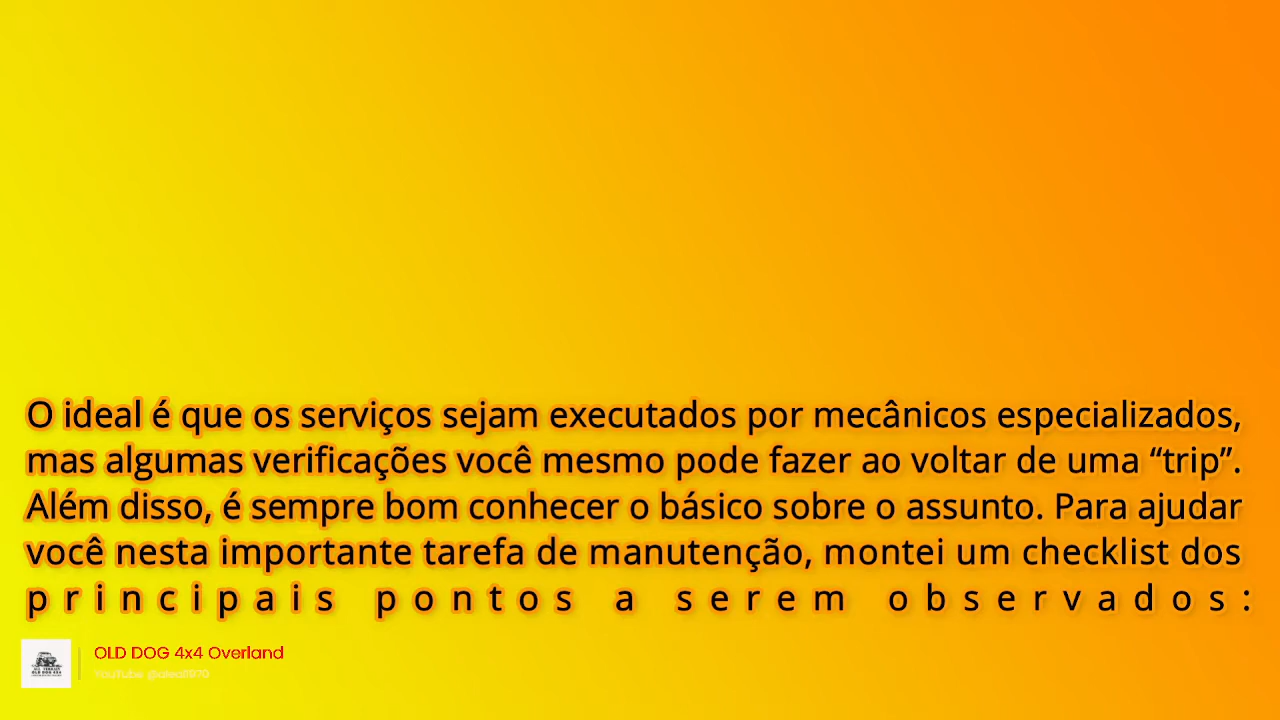 O ideal é que os serviços sejam executados por mecânicos especializados,
mas algumas verificações você mesmo pode fazer ao voltar de uma “trip”.
Além disso, é sempre bom conhecer o básico sobre o assunto. Para ajudar
você nesta importante tarefa de manutenção, montei um checklist dos
principais pontos a serem observados:
OLD DOG 4x4 Overland
YouTube